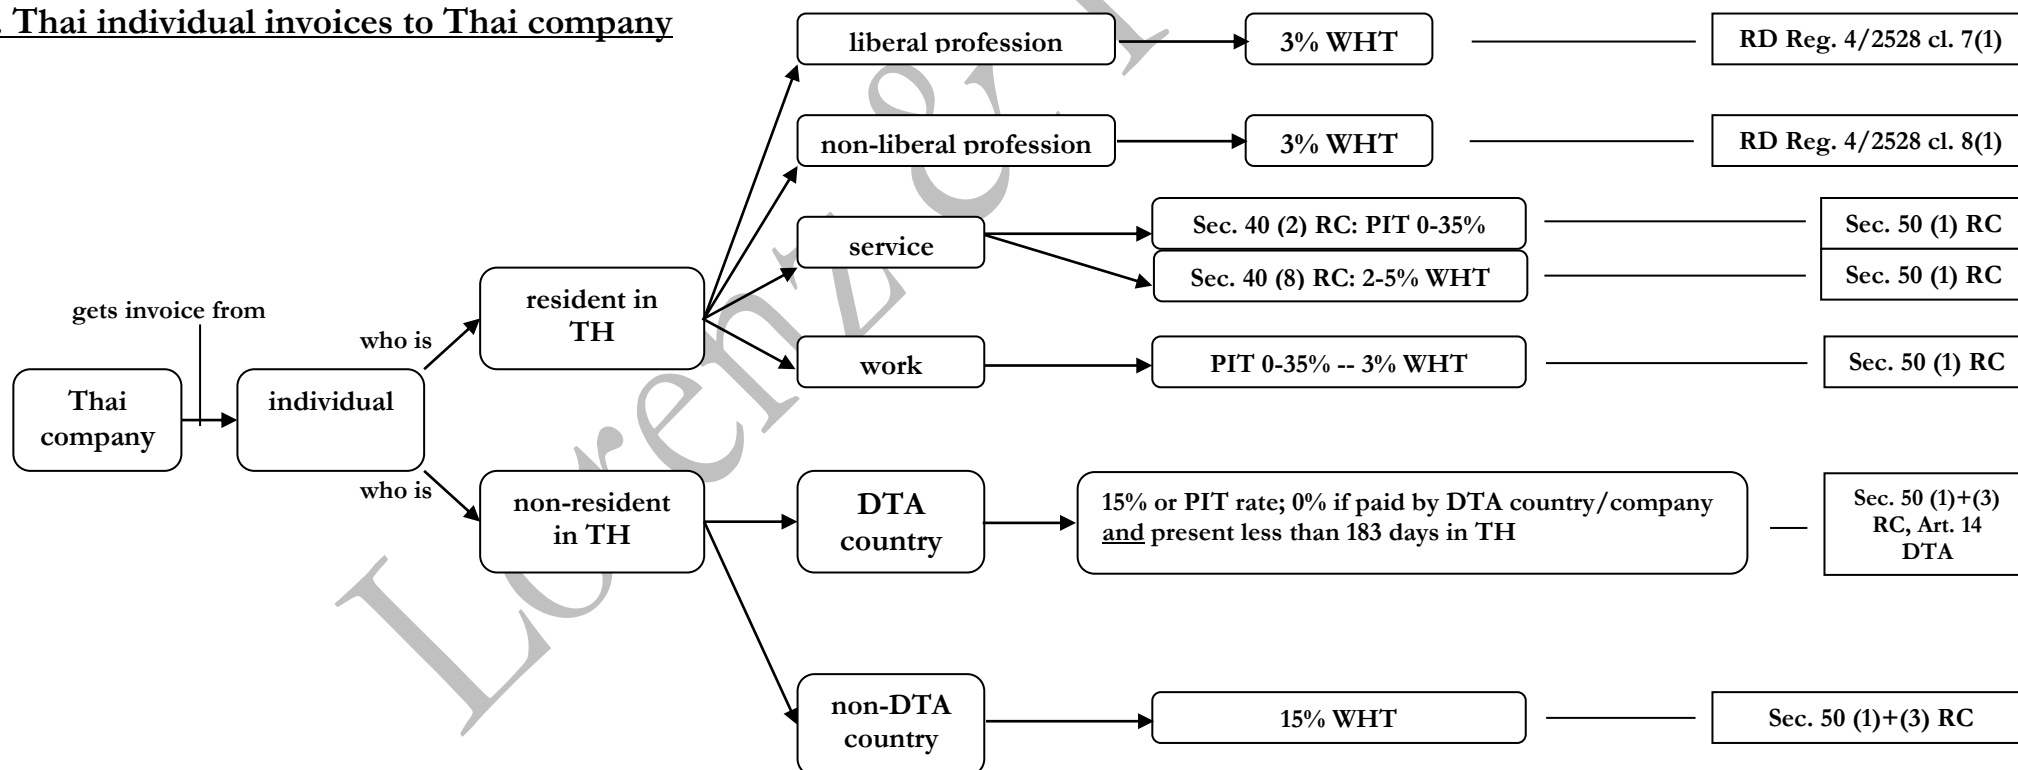 . Thai individual invoices to Thai company
liberal profession
3% WHT
RD Reg. 4/2528 cl. 7(1)
non-liberal profession
3% WHT
RD Reg. 4/2528 cl. 8(1)
service
Sec. 40 (2) RC: PIT 0-35%
Sec. 50 (1) RC
Sec. 40 (8) RC: 2-5% WHT
Sec. 50 (1) RC
gets invoice from
who is
resident in
TH
work
PIT 0-35% -- 3% WHT
Sec. 50 (1) RC
Thai
company
individual
who is
non-resident
in TH
DTA
country
15% or PIT rate; 0% if paid by DTA country/company
and present less than 183 days in TH
Sec. 50 (1)+(3)
RC, Art. 14
DTA
non-DTA
country
15% WHT
Sec. 50 (1)+(3) RC
Lorenz &